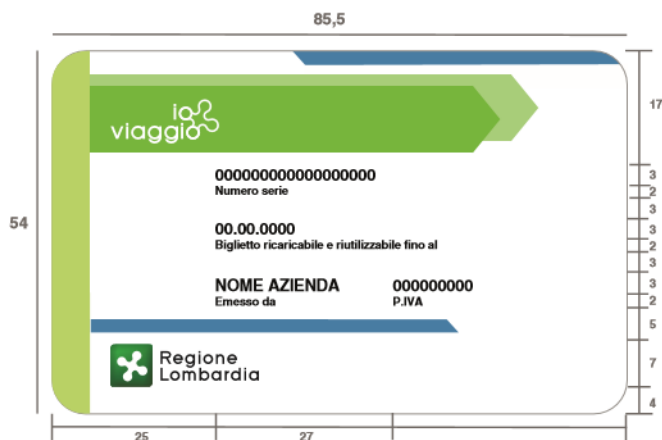 85,5
17
54
io
viaggio
000000000000000000
Numero serie
3
2
3
00.00.0000
Biglietto ricaricabile e riutilizzabile fino al
3
2
3
NOME AZIENDA 000000000
Emesso da P.IVA
3
2
5
Regione
Lombardia
7
4
25 27